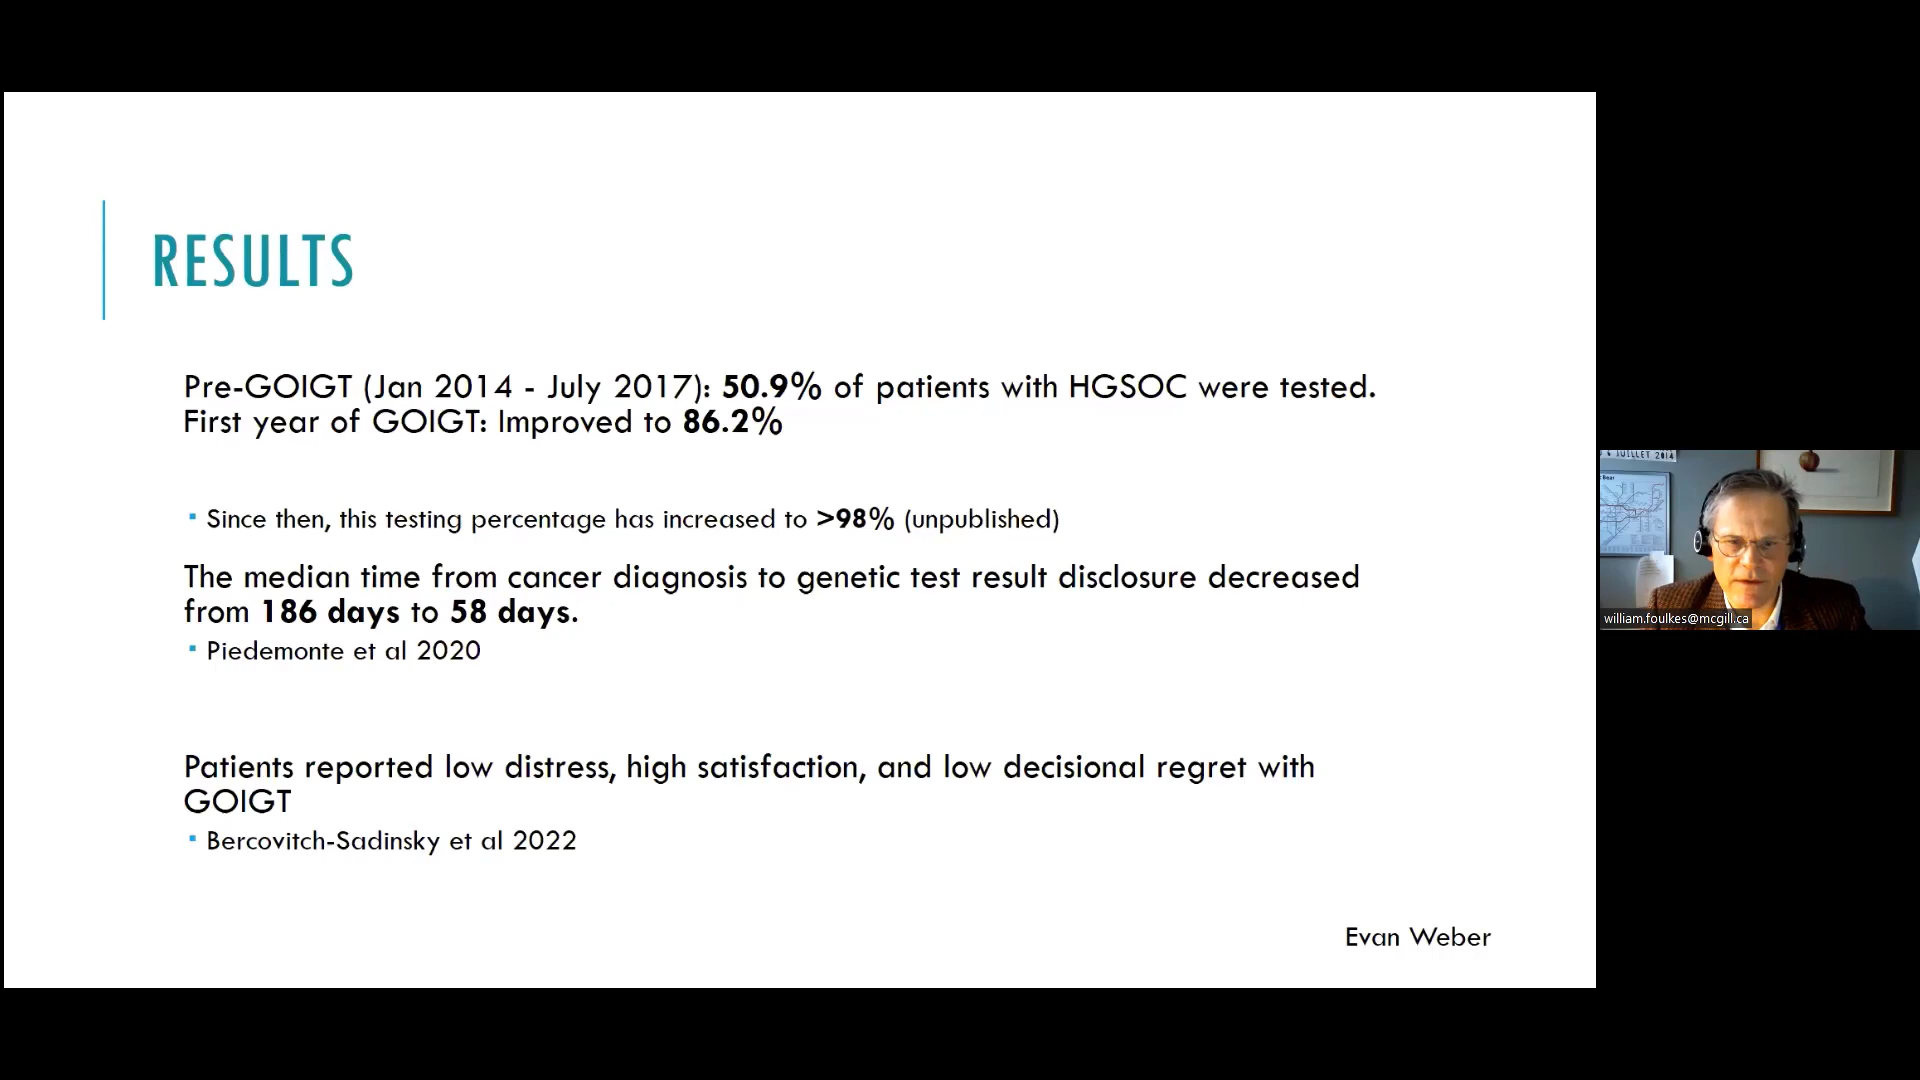 RESULTS
Pre-GOIGT (Jan 2014 - July 2017): 50.9% of patients with HGSOC were tested.
First year of GOIGT: Improved to 86.2%
▪ Since then, this testing percentage has increased to >98% (unpublished)
The median time from cancer diagnosis to genetic test result disclosure decreased
from 186 days to 58 days.
▪ Piedemonte et al 2020
Patients reported low distress, high satisfaction, and low decisional regret with
GOIGT
▪ Bercovitch-Sadinsky et al 2022
Evan Weber
6 JUILLET 2014
Bear
william.foulkes@mcgill.ca